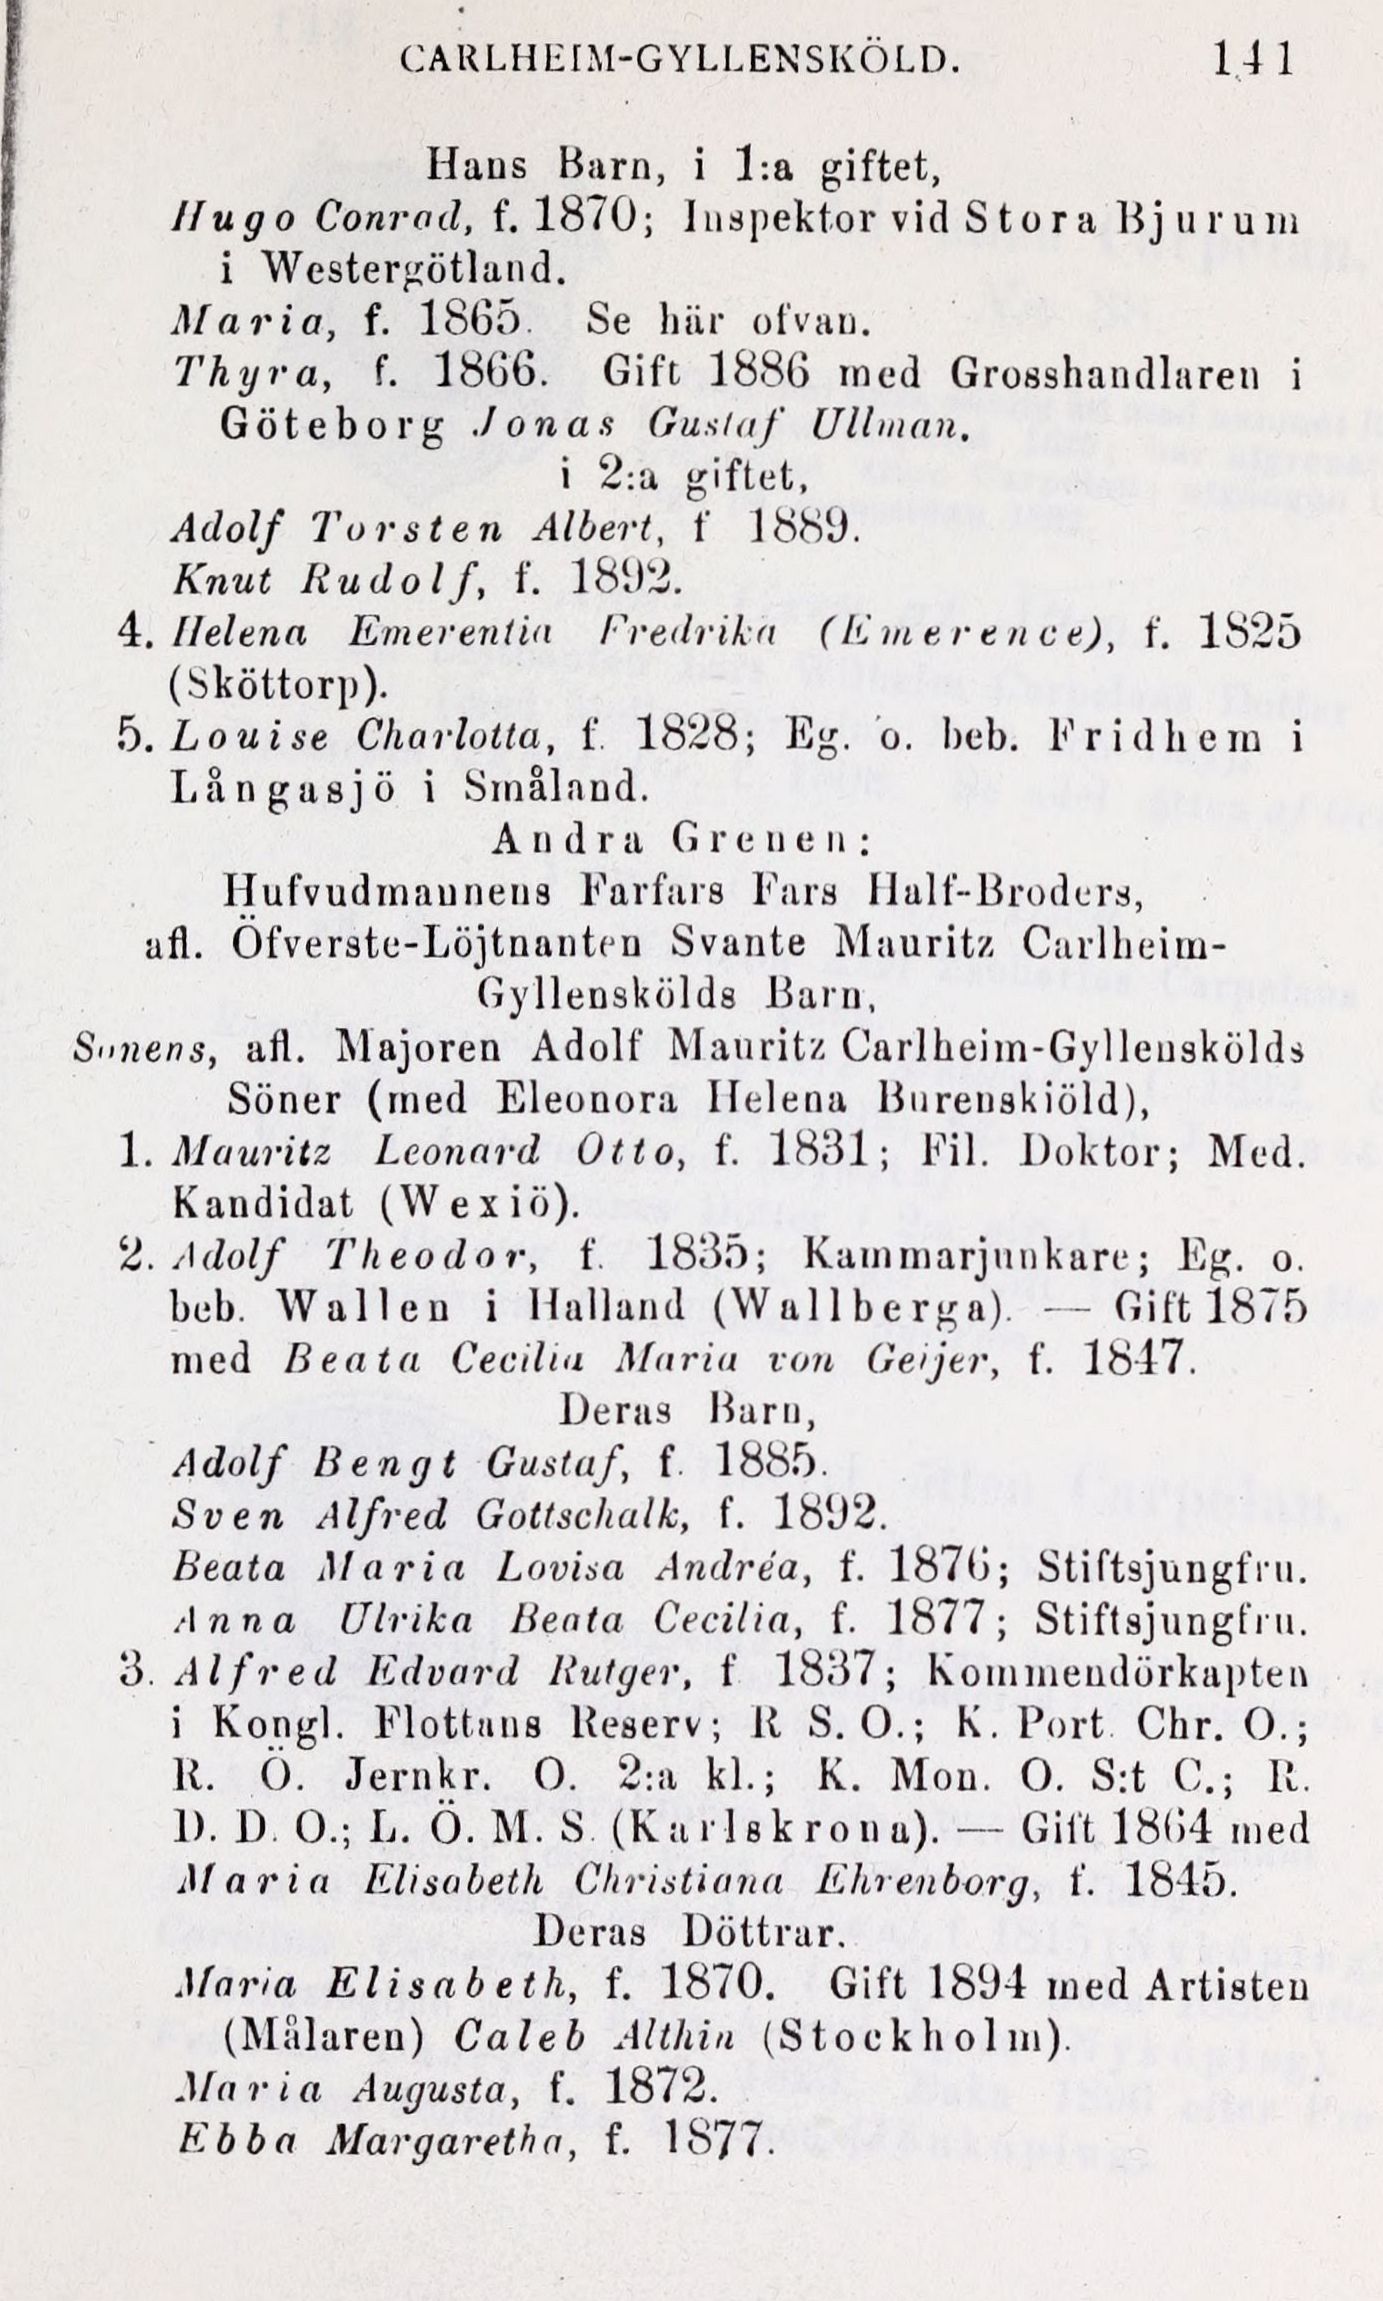 CARLHEIM-GYLLENSKÖLD. 141
Hans Barn, i 1:a giftet,
Hugo Conrad, f. 1870; Inspektor vid Stora Bjurum
i Westergötland.
Maria, f. 1865. Se här ofvan.
Thyra, f. 1866. Gift 1886 med Grosshandlaren i
Göteborg Jonas Gustaf Ullman.
i 2:a giftet,
Adolf Torsten Albert, f 1889.
Knut Rudolf, f. 1892.
4. Helena Emerentia Fredrika (Emerence), f. 1825
(Sköttorp).
5. Louise Charlotta, f. 1828; Eg. o. beb. Fridhem i
Långasjö i Småland.
Andra Grenen:
Hufvudmannens Farfars Fars Half-Broders,
afl. Öfverste-Löjtnanten Svante Mauritz Carlheim-
Gyllenskölds Barn,
Sonens, afl. Majoren Adolf Mauritz Carlheim-Gyllenskölds
Söner (med Eleonora Helena Burenskiöld),
1. Mauritz Leonard Otto, f. 1831; Fil. Doktor; Med.
Kandidat (Wexiö).
2. Adolf Theodor, f. 1835; Kammarjunkare; Eg. o.
beb. Wallen i Halland (Wallberga). — Gift 1875
med Beata Cecilia Maria von Geijer, f. 1847.
Deras Barn,
Adolf Bengt Gustaf, f. 1885.
Sven Alfred Gottschalk, f. 1892.
Beata Maria Lovisa Andréa, f. 1876; Stiftsjungfru.
Anna Ulrika Beata Cecilia, f. 1877; Stiftsjungfru.
3. Alfred Edvard Rutger, f 1837; Kommendörkapten
i Kongl. Flottans Reserv; R S. O.; K. Port. Chr. O.;
R. Ö. Jernkr. O. 2:a kl.; K. Mon. O. S:t C.; R.
D. D. O.; L. Ö. M. S. (Karlskrona). — Gift 1864 med
Maria Elisabeth Christiana Ehrenborg, f. 1845.
Deras Döttrar.
Maria Elisabeth, f. 1870. Gift 1894 med Artisten
(Målaren) Caleb Althin (Stockholm).
Maria Augusta, f. 1872.
Ebba Margaretha, f. 1877.